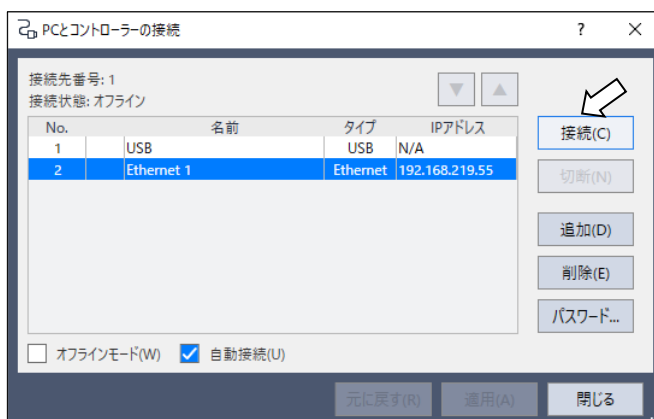 PCとコントローラーの接続
接続先番号: 1
接続状態: オフライン
No. 名前 タイプ IPアドレス
1 USB USB N/A
2 Ethernet 1 Ethernet 192.168.219.55
接続(C)
切断(N)
追加(D)
削除(E)
パスワード...
オフラインモード(W) 自動接続(U)
元に戻す(R) 適用(A) 閉じる